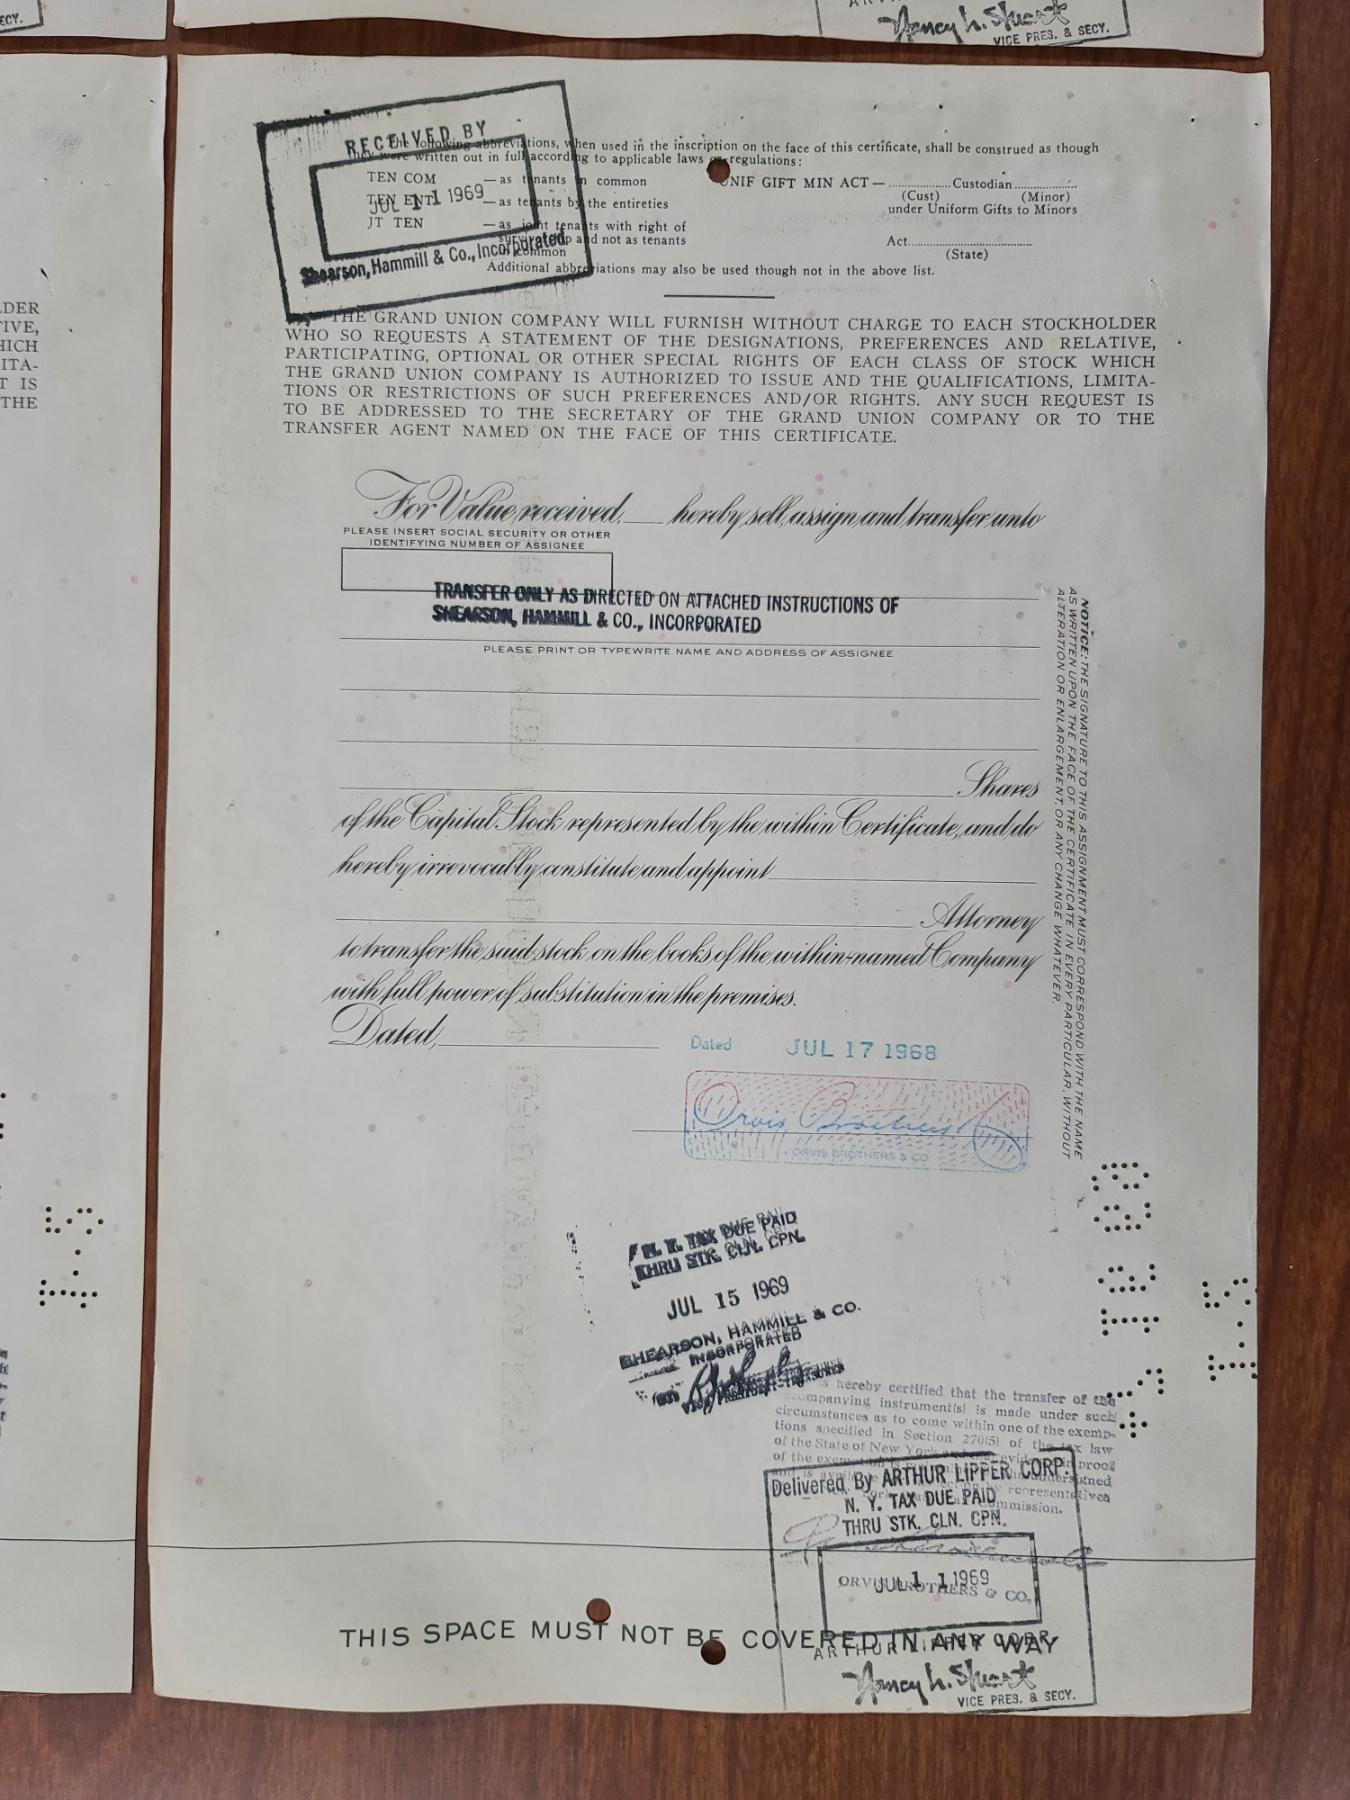 ECY.
Nancy L. Stuart
VICE PRES. & SECY.
RECEIVED BY
JUL 11 1969
Shearson, Hammill & Co., Incorporated
The following abbreviations, when used in the inscription on the face of this certificate, shall be construed as though
they were written out in full according to applicable laws or regulations:
TEN COM —as tenants in common
TEN ENT —as tenants by the entireties
JT TEN —as joint tenants with right of
survivorship and not as tenants
in common
UNIF GIFT MIN ACT— .................. Custodian ..................
(Cust) (Minor)
under Uniform Gifts to Minors
Act..................................
(State)
Additional abbreviations may also be used though not in the above list.
THE GRAND UNION COMPANY WILL FURNISH WITHOUT CHARGE TO EACH STOCKHOLDER
WHO SO REQUESTS A STATEMENT OF THE DESIGNATIONS, PREFERENCES AND RELATIVE,
PARTICIPATING, OPTIONAL OR OTHER SPECIAL RIGHTS OF EACH CLASS OF STOCK WHICH
THE GRAND UNION COMPANY IS AUTHORIZED TO ISSUE AND THE QUALIFICATIONS, LIMITA-
TIONS OR RESTRICTIONS OF SUCH PREFERENCES AND/OR RIGHTS. ANY SUCH REQUEST IS
TO BE ADDRESSED TO THE SECRETARY OF THE GRAND UNION COMPANY OR TO THE
TRANSFER AGENT NAMED ON THE FACE OF THIS CERTIFICATE.
LDER
TIVE,
HICH
ITA-
T IS
THE
For Value received, ____ hereby sell, assign and transfer unto
PLEASE INSERT SOCIAL SECURITY OR OTHER
IDENTIFYING NUMBER OF ASSIGNEE
TRANSFER ONLY AS DIRECTED ON ATTACHED INSTRUCTIONS OF
SHEARSON, HAMMILL & CO., INCORPORATED
PLEASE PRINT OR TYPEWRITE NAME AND ADDRESS OF ASSIGNEE
Shares
of the Capital Stock represented by the within Certificate, and do
hereby irrevocably constitute and appoint
Attorney
to transfer the said stock on the books of the within-named Company
with full power of substitution in the premises.
Dated,
Dated JUL 17 1968
Orvis Brothers & Co
ORVIS BROTHERS & CO
NOTICE: THE SIGNATURE TO THIS ASSIGNMENT MUST CORRESPOND WITH THE NAME
AS WRITTEN UPON THE FACE OF THE CERTIFICATE IN EVERY PARTICULAR, WITHOUT
ALTERATION OR ENLARGEMENT, OR ANY CHANGE WHATEVER.
N. Y. TAX DUE PAID
THRU STK. CLN. CPN.
JUL 15 1969
SHEARSON, HAMMILL & CO.
INCORPORATED
hereby certified that the transfer of the
accompanying instrument(s) is made under such
circumstances as to come within one of the exemp-
tions specified in Section 270(5) of the tax law
of the State of New York
Commission.
Delivered By ARTHUR LIPPER CORP.
N. Y. TAX DUE PAID
THRU STK. CLN. CPN.
JUL 11 1969
ORVIS BROTHERS & CO.
THIS SPACE MUST NOT BE COVERED IN ANY WAY
ARTHUR LIPPER CORP.
Nancy L. Stuart
VICE PRES. & SECY.